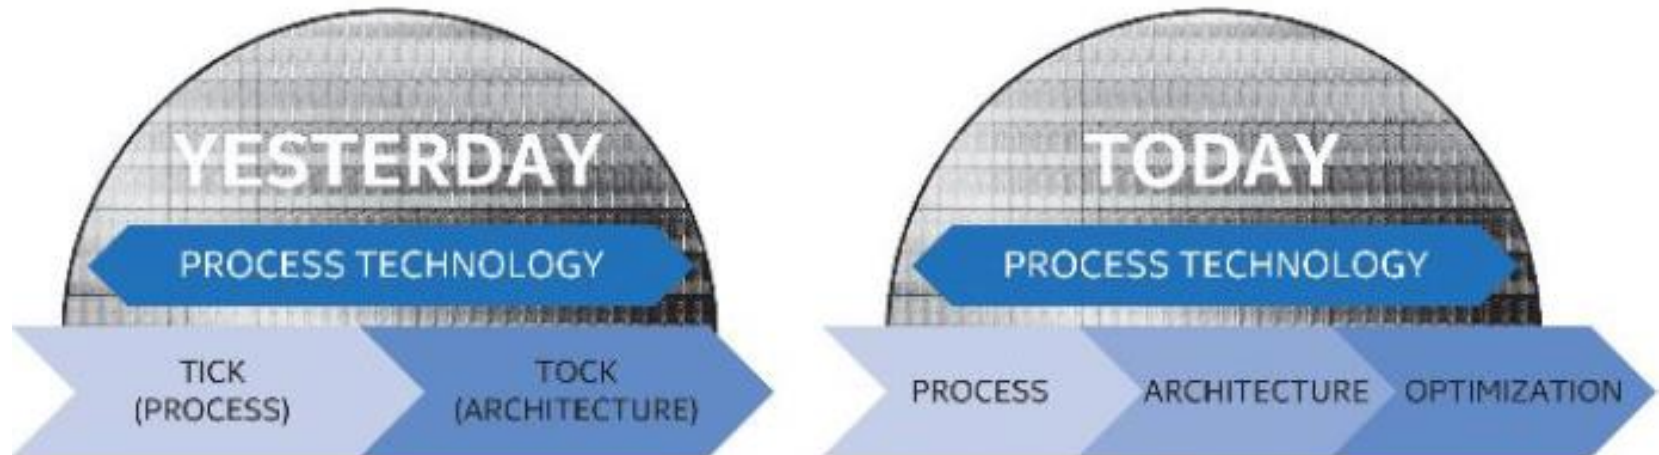 YESTERDAY
PROCESS TECHNOLOGY
TICK
(PROCESS)
TOCK
(ARCHITECTURE)
TODAY
PROCESS TECHNOLOGY
PROCESS
ARCHITECTURE
OPTIMIZATION